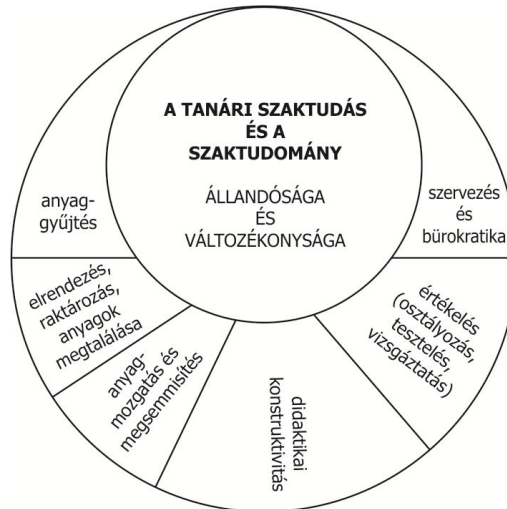 A TANÁRI SZAKTUDÁS
ÉS A
SZAKTUDOMÁNY
ÁLLANDÓSÁGA
ÉS
VÁLTOZÉKONYSÁGA
anyag-
gyűjtés
elrendezés,
raktározás,
anyagok
megtalálása
anyag-
mozgatás és
megsemmisítés
didaktikai
konstruktivitás
értékelés
(osztályozás,
tesztelés,
vizsgáztatás)
szervezés
és
bürokratika